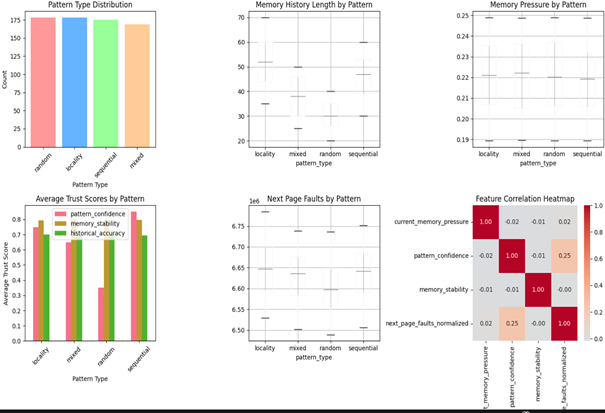 Pattern Type Distribution
175
150
125
100
75
50
25
0
Count
random
locality
sequential
mixed
Pattern Type
Memory History Length by Pattern
70
60
50
40
30
20
locality
mixed
random
sequential
pattern_type
Memory Pressure by Pattern
0.25
0.24
0.23
0.22
0.21
0.20
0.19
locality
mixed
random
sequential
pattern_type
Average Trust Scores by Pattern
pattern_confidence
memory_stability
historical_accuracy
0.8
0.7
0.6
0.5
0.4
0.3
0.2
0.1
0.0
Average Trust Score
locality
mixed
random
sequential
Pattern Type
Next Page Faults by Pattern
1e6
6.75
6.70
6.65
6.60
6.55
6.50
locality
mixed
random
sequential
pattern_type
Feature Correlation Heatmap
current_memory_pressure
pattern_confidence
memory_stability
next_page_faults_normalized
1.00 -0.02 -0.01 0.02
-0.02 1.00 -0.01 0.25
-0.01 -0.01 1.00 -0.00
0.02 0.25 -0.00 1.00
t_memory_pressure
pattern_confidence
memory_stability
e_faults_normalized
1.0
0.8
0.6
0.4
0.2
0.0